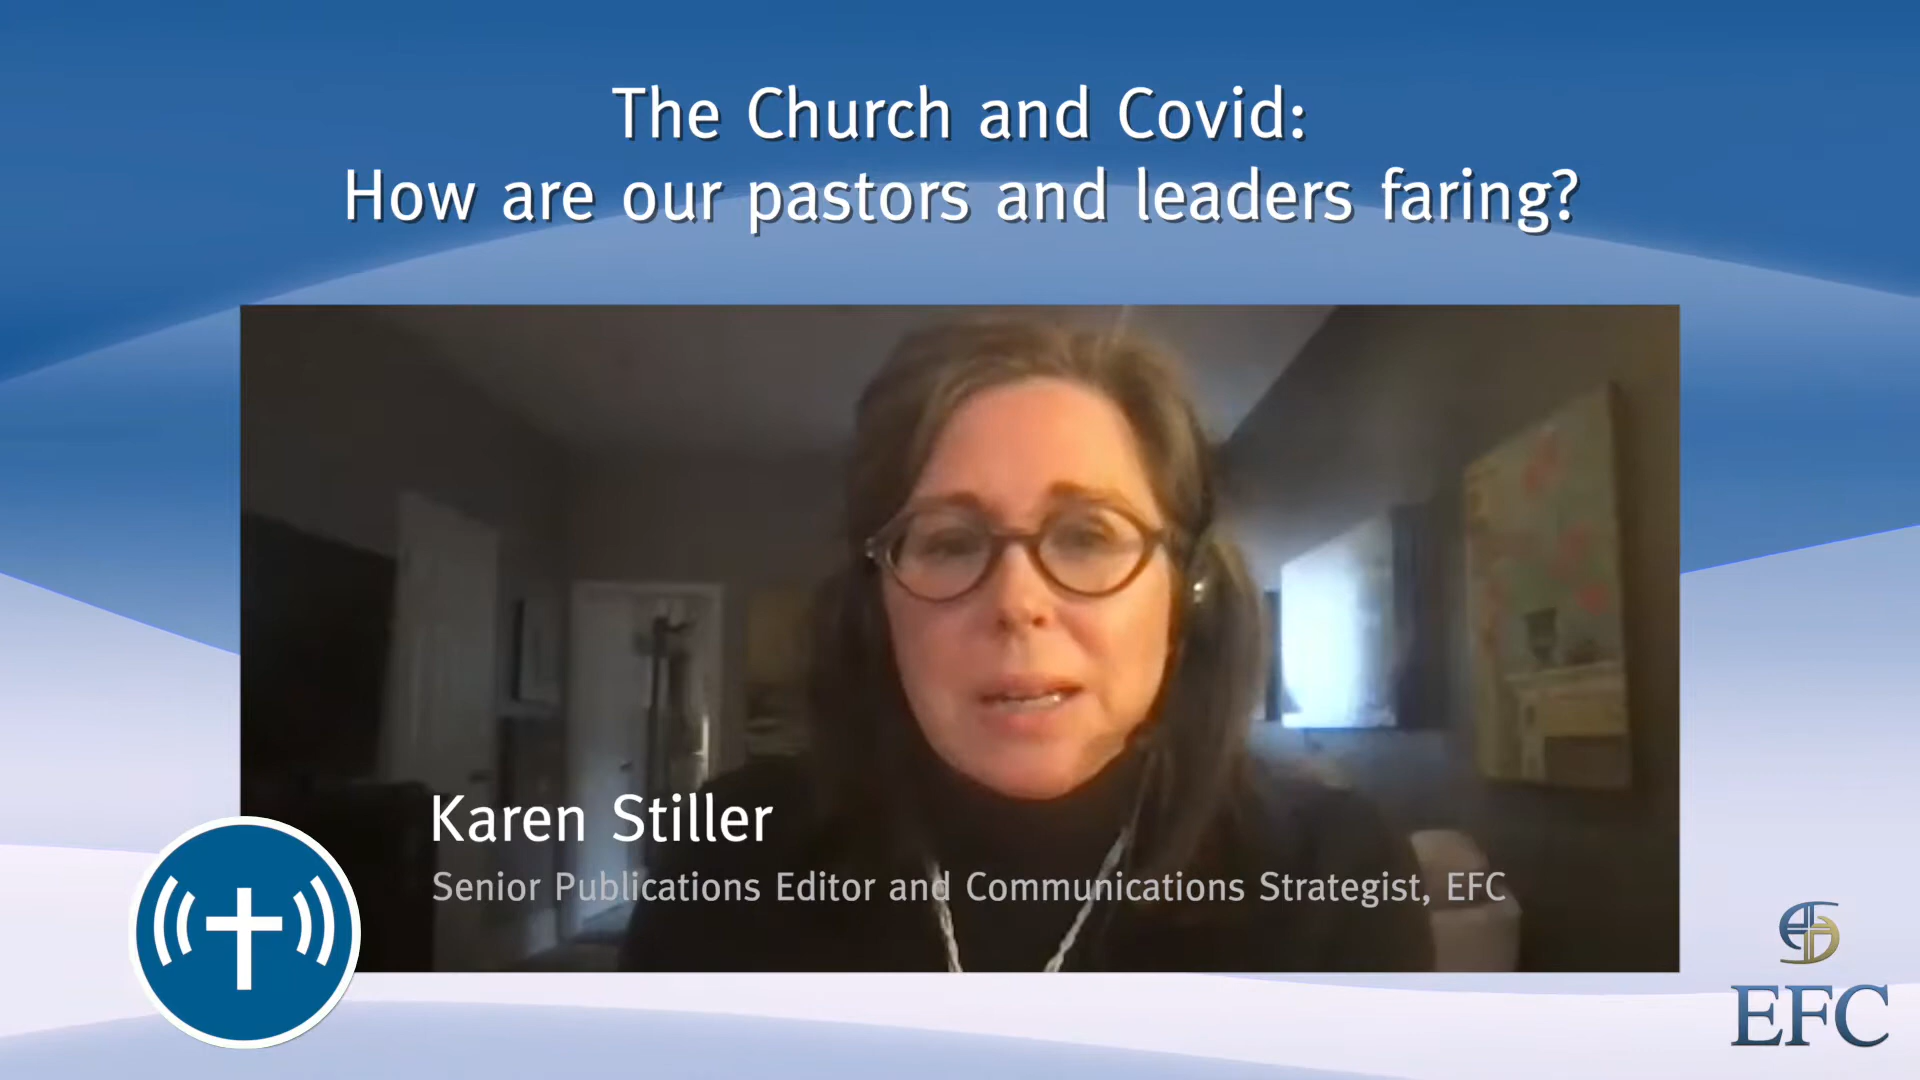 The Church and Covid:
How are our pastors and leaders faring?
Karen Stiller
Senior Publications Editor and Communications Strategist, EFC
EFC